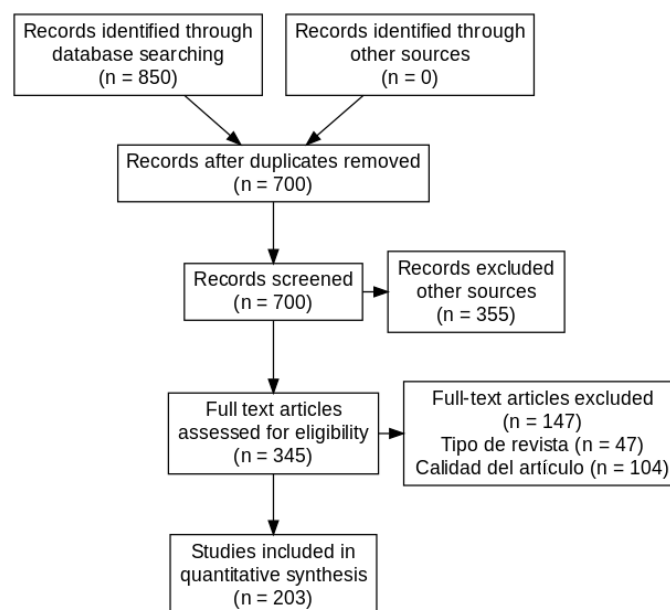 Records identified through
database searching
(n = 850)
Records identified through
other sources
(n = 0)
Records after duplicates removed
(n = 700)
Records screened
(n = 700)
Records excluded
other sources
(n = 355)
Full text articles
assessed for eligibility
(n = 345)
Full-text articles excluded
(n = 147)
Tipo de revista (n = 47)
Calidad del artículo (n = 104)
Studies included in
quantitative synthesis
(n = 203)